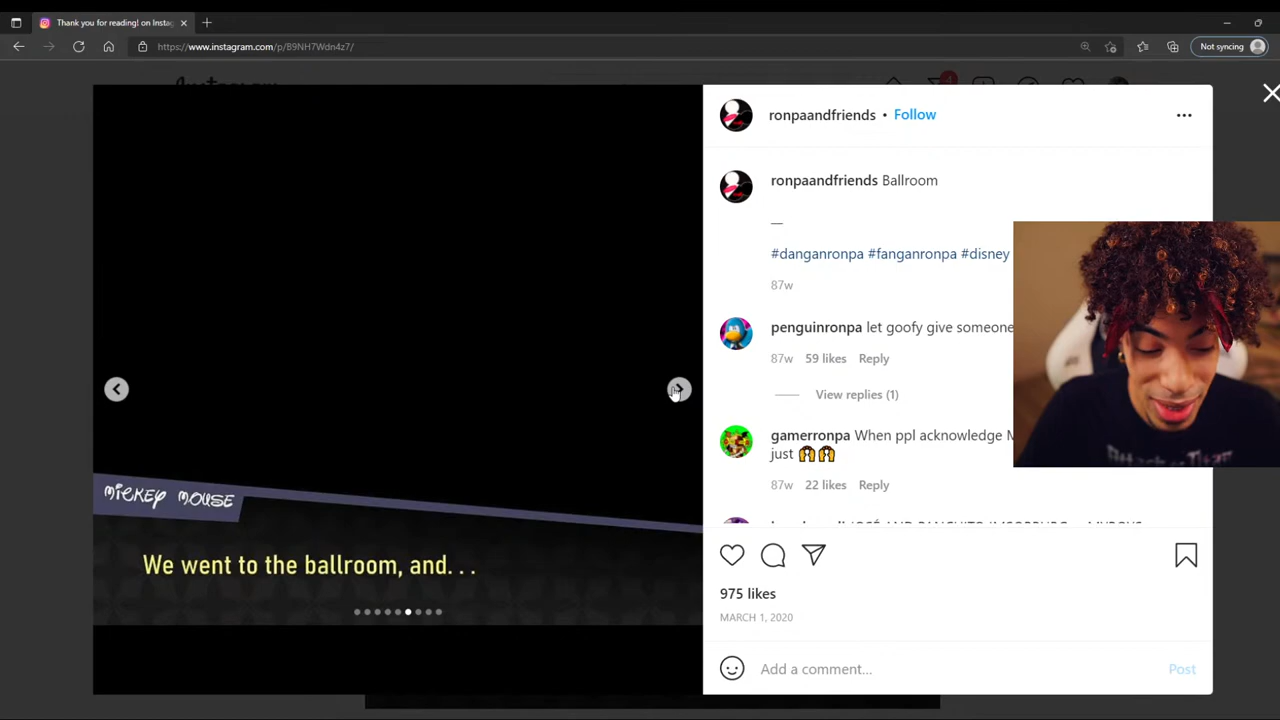 Thank you for reading! on Insta
https://www.instagram.com/p/B9NH7Wdn4z7/
Not syncing
Instagram
4
ronpaandfriends • Follow
ronpaandfriends Ballroom
—
#danganronpa #fanganronpa #disney
87w
penguinronpa let goofy give someone
87w 59 likes Reply
View replies (1)
gamerronpa When ppl acknowledge M
just 🙌🙌
87w 22 likes Reply
MICKEY MOUSE
We went to the ballroom, and. . .
975 likes
MARCH 1, 2020
Add a comment...
Post